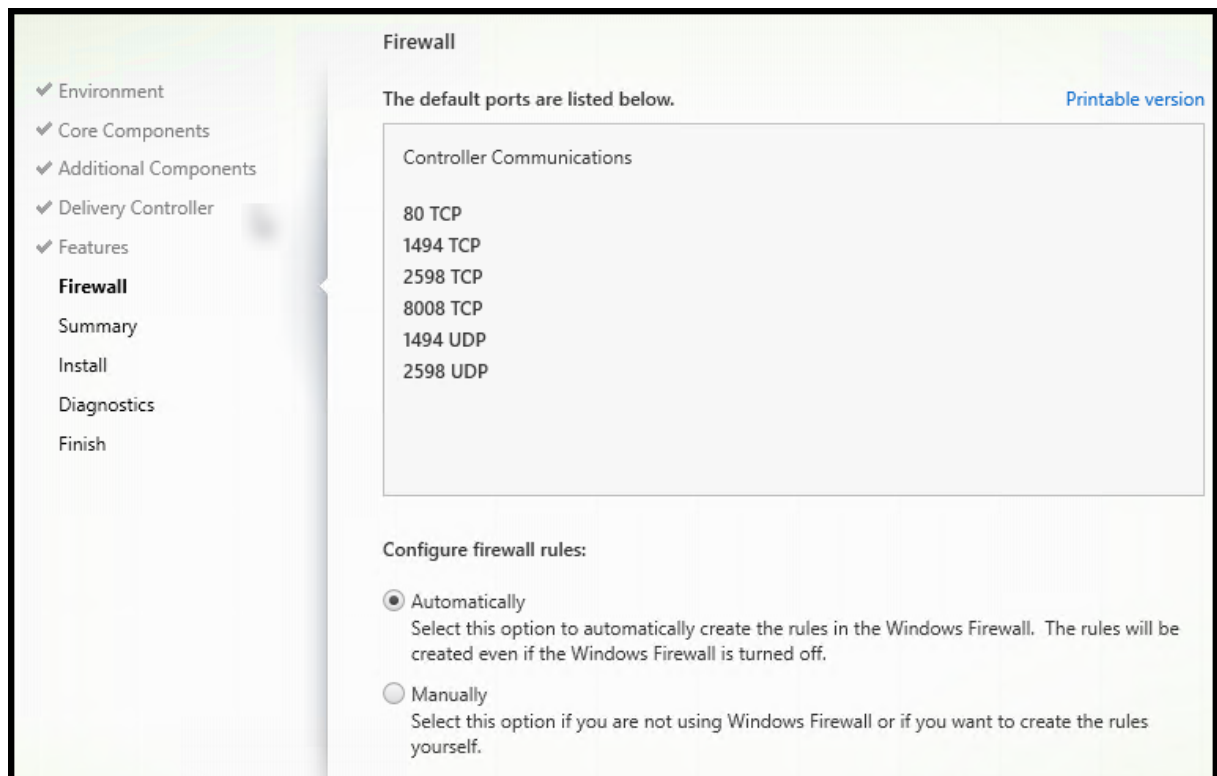 Firewall
Environment
Core Components
Additional Components
Delivery Controller
Features
Firewall
Summary
Install
Diagnostics
Finish
The default ports are listed below.
Printable version
Controller Communications
80 TCP
1494 TCP
2598 TCP
8008 TCP
1494 UDP
2598 UDP
Configure firewall rules:
Automatically
Select this option to automatically create the rules in the Windows Firewall.  The rules will be
created even if the Windows Firewall is turned off.
Manually
Select this option if you are not using Windows Firewall or if you want to create the rules
yourself.